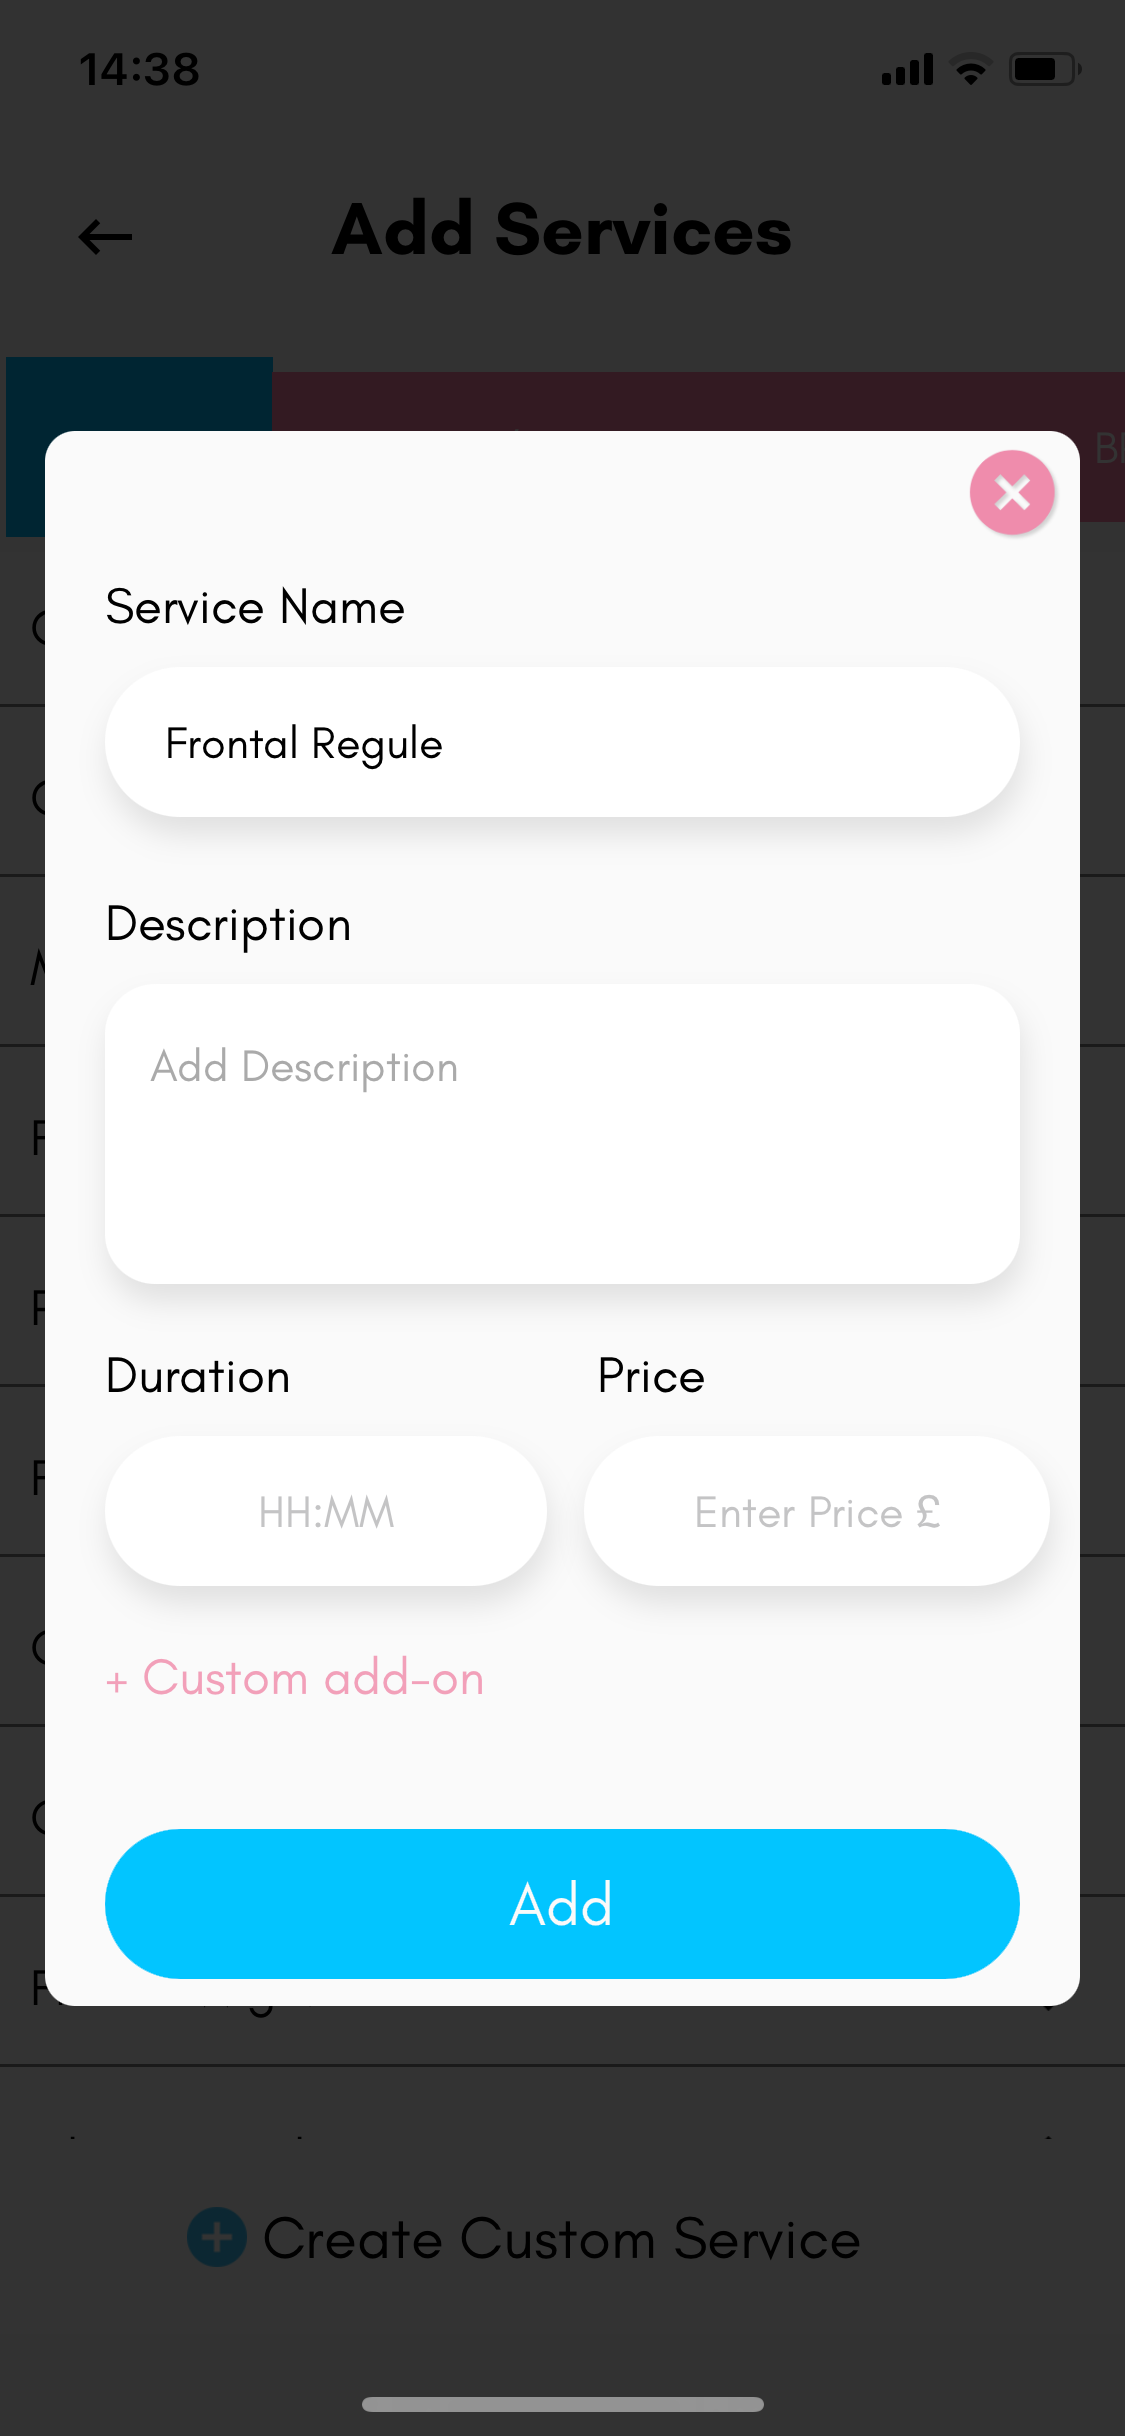 14:38
Add Services
Service Name
Frontal Regule
Description
Add Description
Duration
Price
HH:MM
Enter Price £
+ Custom add-on
Add
Create Custom Service